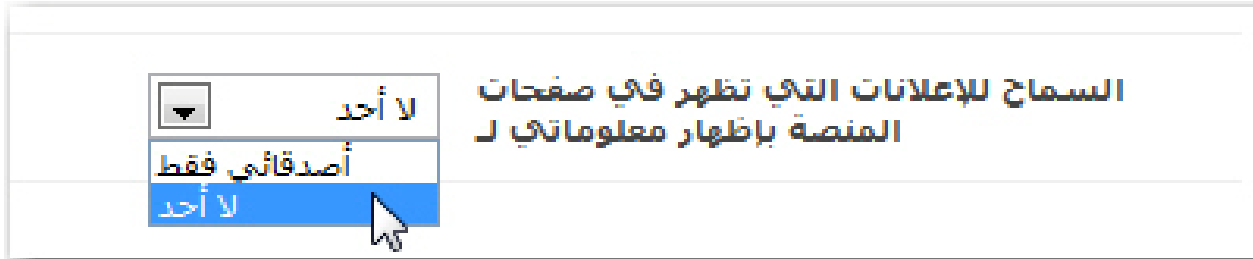 السماح للإعلانات التي تظهر في صفحات
المنصة بإظهار معلوماتي لـ
لا أحد
أصدقائي فقط
لا أحد